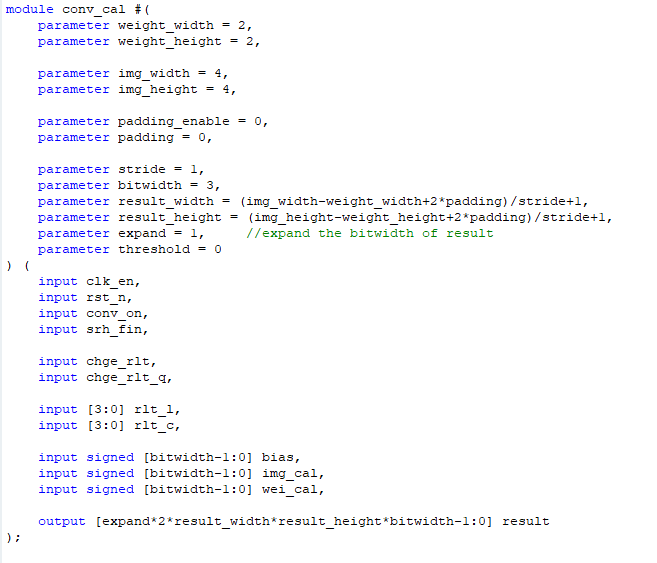 module conv_cal #(
    parameter weight_width = 2,
    parameter weight_height = 2,

    parameter img_width = 4,
    parameter img_height = 4,

    parameter padding_enable = 0,
    parameter padding = 0,

    parameter stride = 1,
    parameter bitwidth = 3,
    parameter result_width = (img_width-weight_width+2*padding)/stride+1,
    parameter result_height = (img_height-weight_height+2*padding)/stride+1,
    parameter expand = 1,     //expand the bitwidth of result
    parameter threshold = 0
) (
    input clk_en,
    input rst_n,
    input conv_on,
    input srh_fin,

    input chge_rlt,
    input chge_rlt_q,

    input [3:0] rlt_l,
    input [3:0] rlt_c,

    input signed [bitwidth-1:0] bias,
    input signed [bitwidth-1:0] img_cal,
    input signed [bitwidth-1:0] wei_cal,

    output [expand*2*result_width*result_height*bitwidth-1:0] result
);